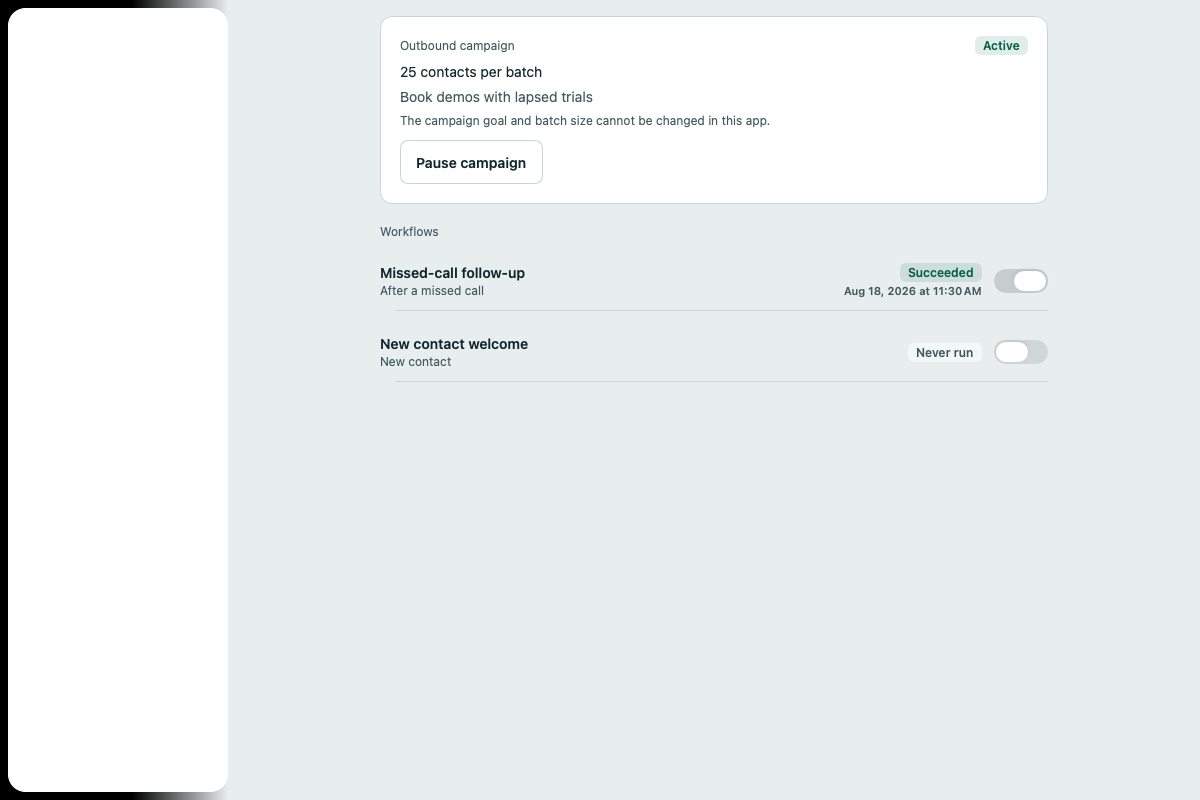 Outbound campaign
Active
25 contacts per batch
Book demos with lapsed trials
The campaign goal and batch size cannot be changed in this app.
Pause campaign
Workflows
Missed-call follow-up
Succeeded
After a missed call
Aug 18, 2026 at 11:30 AM
New contact welcome
Never run
New contact